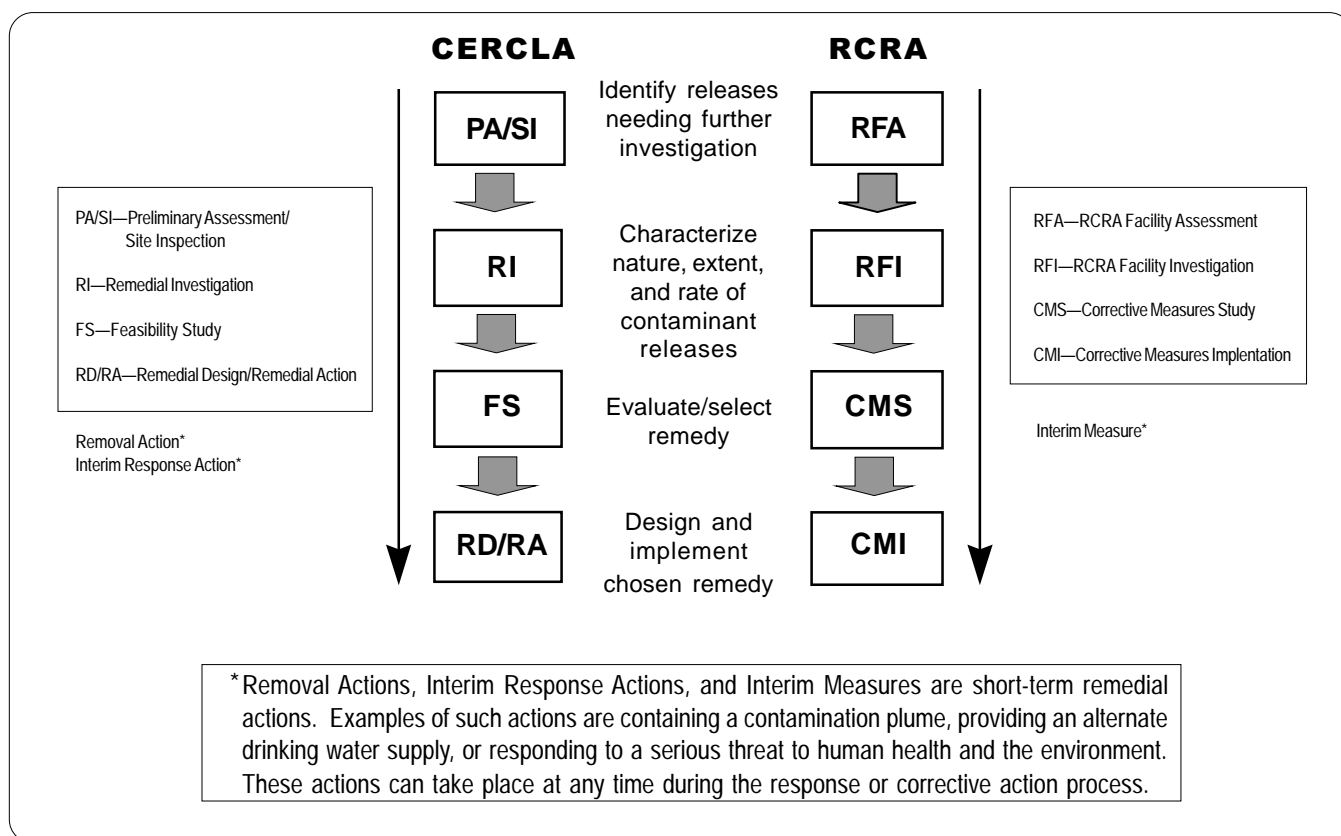 CERCLA
RCRA
PA/SI
Identify releases
needing further
investigation
RFA
PA/SI—Preliminary Assessment/
Site Inspection
RI—Remedial Investigation
FS—Feasibility Study
RD/RA—Remedial Design/Remedial Action
Removal Action*
Interim Response Action*
RI
Characterize
nature, extent,
and rate of
contaminant
releases
RFI
RFA—RCRA Facility Assessment
RFI—RCRA Facility Investigation
CMS—Corrective Measures Study
CMI—Corrective Measures Implentation
Interim Measure*
FS
Evaluate/select
remedy
CMS
RD/RA
Design and
implement
chosen remedy
CMI
*Removal Actions, Interim Response Actions, and Interim Measures are short-term remedial
actions. Examples of such actions are containing a contamination plume, providing an alternate
drinking water supply, or responding to a serious threat to human health and the environment.
These actions can take place at any time during the response or corrective action process.